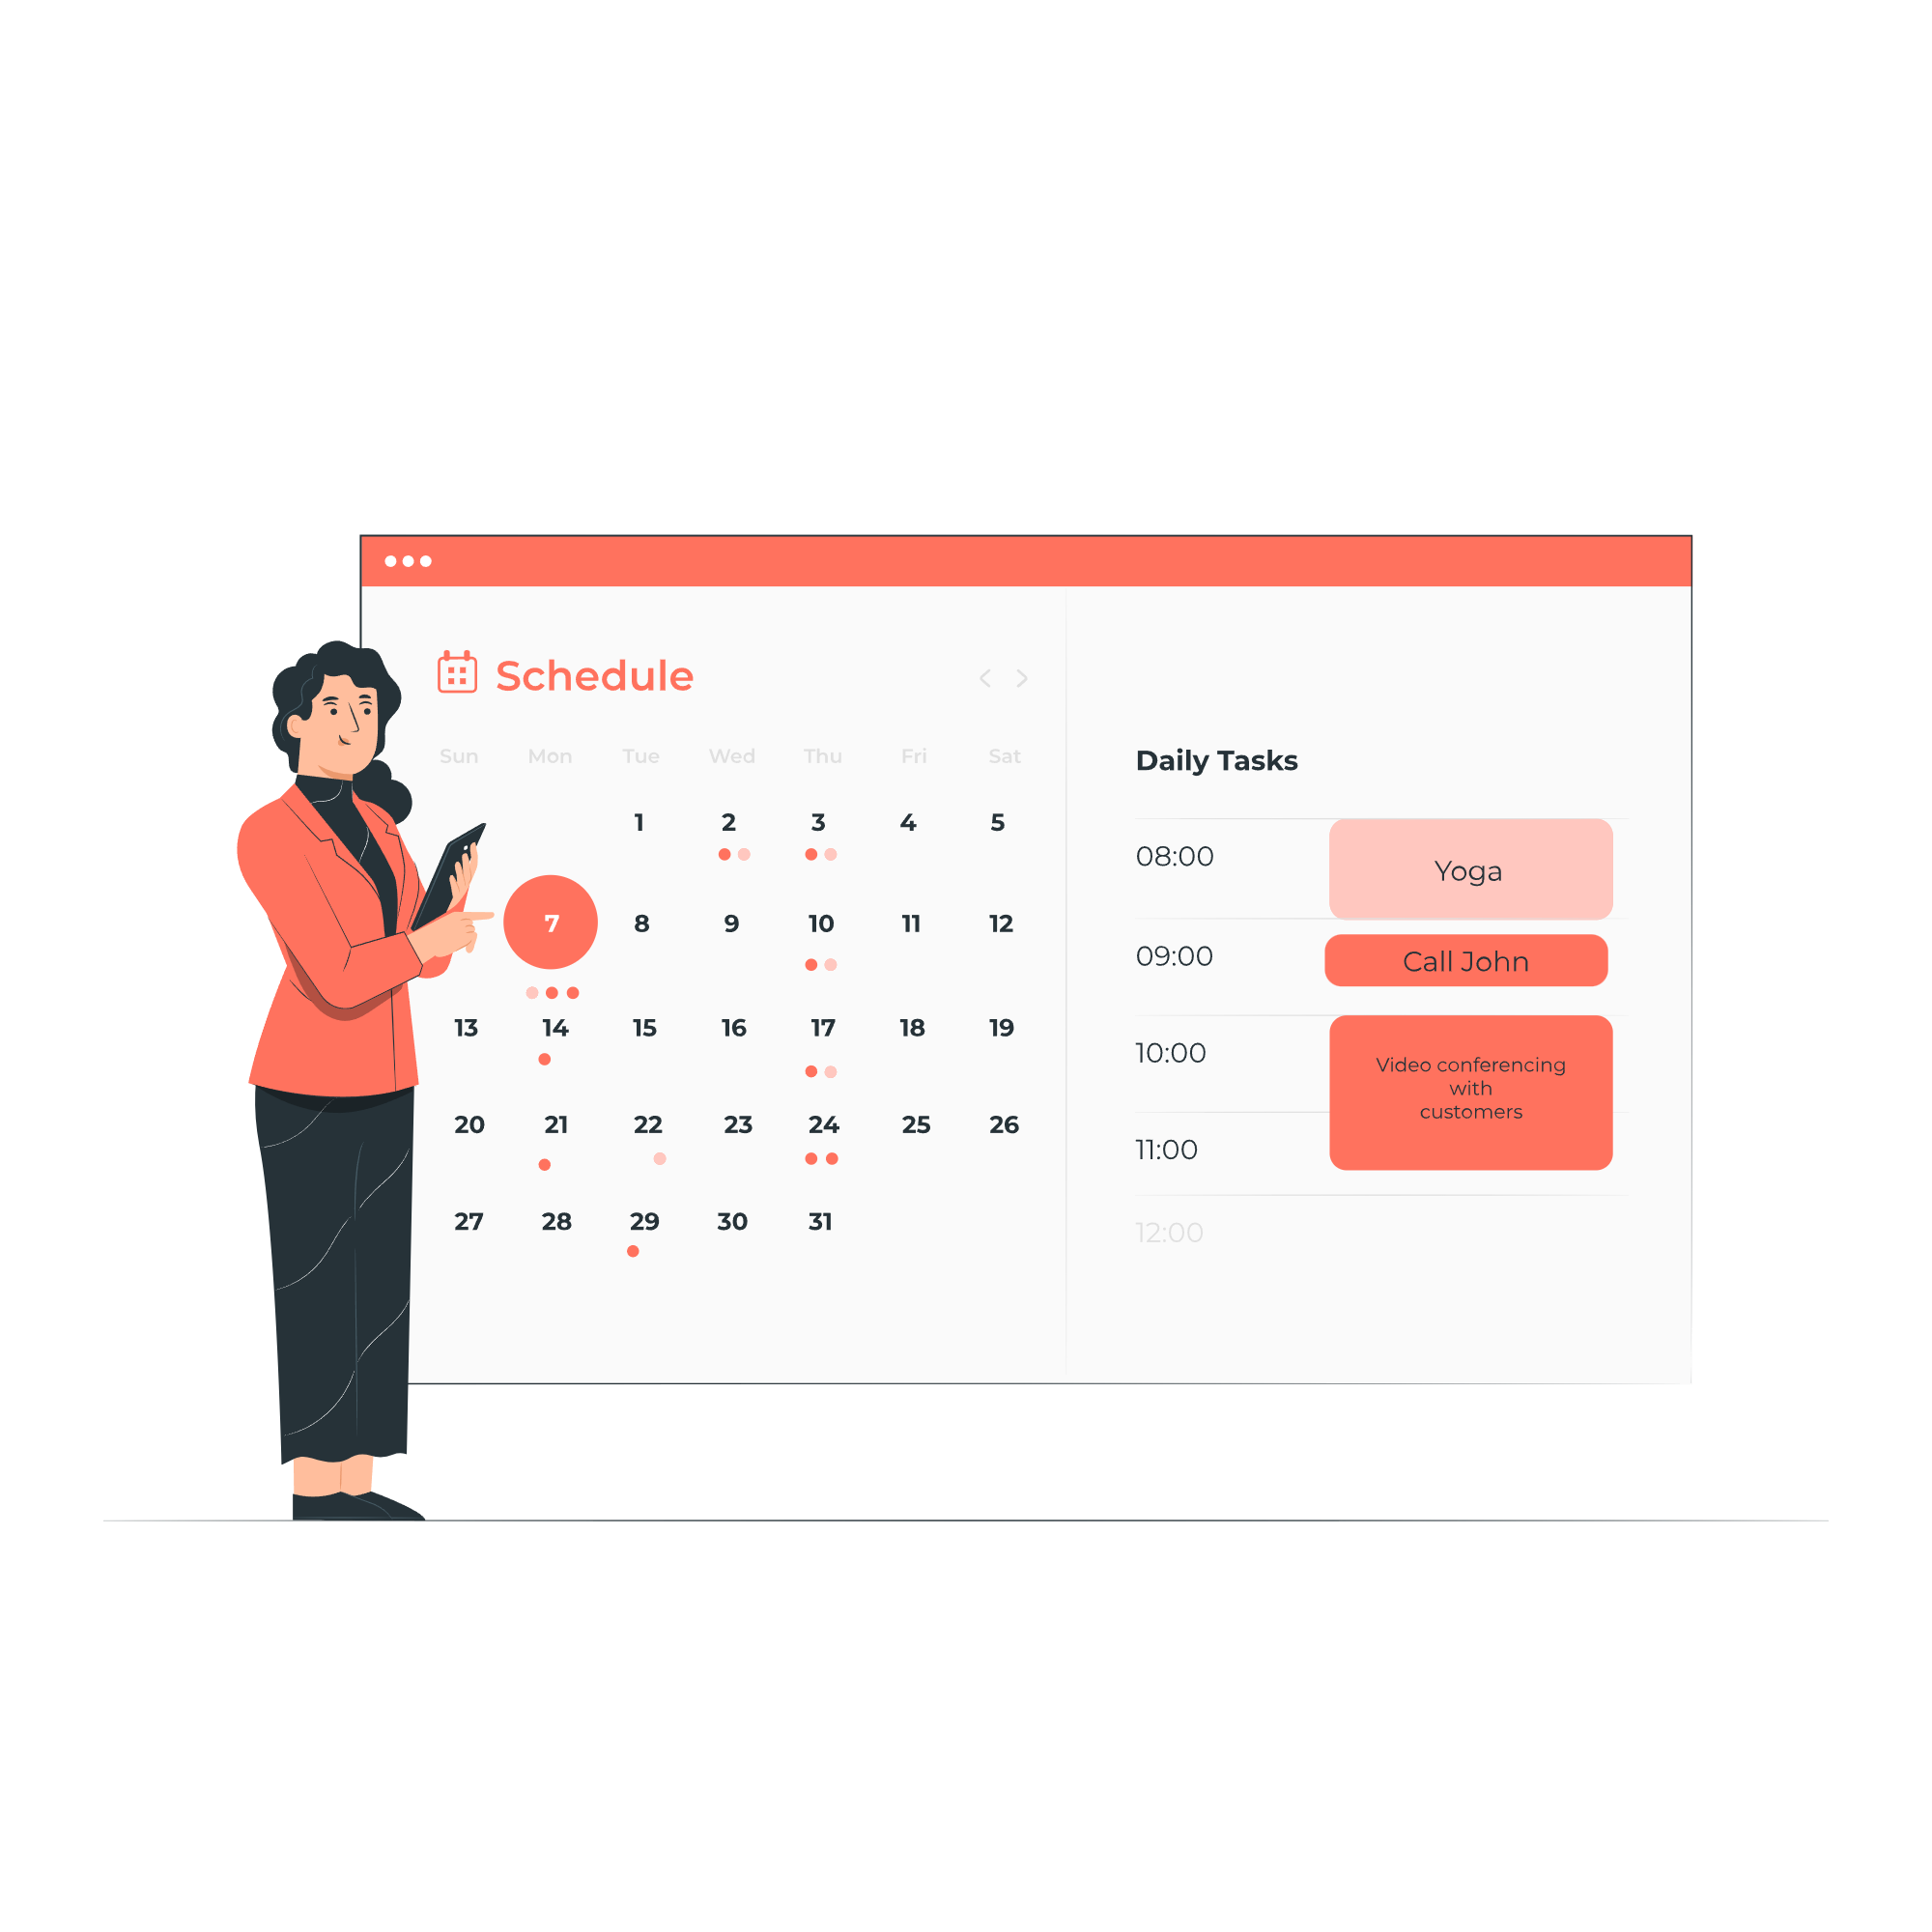 Schedule
Sun Mon Tue Wed Thu Fri Sat
1 2 3 4 5
7 8 9 10 11 12
13 14 15 16 17 18 19
20 21 22 23 24 25 26
27 28 29 30 31
Daily Tasks
08:00 Yoga
09:00 Call John
10:00 Video conferencing
with
customers
11:00
12:00